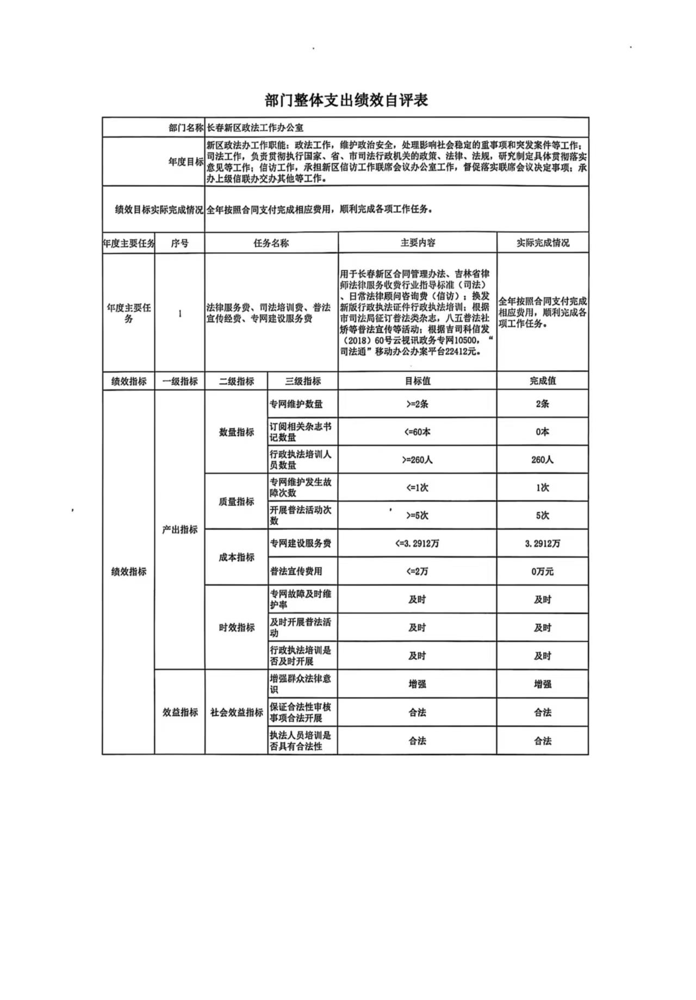 部门整体支出绩效自评表
部门名称 长春新区政法工作办公室
年度目标
新区政法办工作职能：政法工作，维护政治安全，处理影响社会稳定的重事项和突发案件等工作；
司法工作，负责贯彻执行国家、省、市司法行政机关的政策、法律、法规，研究制定具体贯彻落实
意见等工作；信访工作，承担新区信访工作联席会议办公室工作，督促落实联席会议决定事项；承
办上级信联办交办其他等工作。
绩效目标实际完成情况 全年按照合同支付完成相应费用，顺利完成各项工作任务。
年度主要任务 序号 任务名称 主要内容 实际完成情况
年度主要任
务
1
法律服务费、司法培训费、普法
宣传经费、专网建设服务费
用于长春新区合同管理办法、吉林省律
师法律服务收费行业指导标准（司法）
、日常法律顾问咨询费（信访）；换发
新版行政执法证件行政执法培训；根据
市司法局征订普法类杂志，八五普法社
矫等普法宣传等活动；根据吉司科信发
（2018）60号云视讯政务专网10500，“
司法通”移动办公办案平台22412元。
全年按照合同支付完成
相应费用，顺利完成各
项工作任务。
绩效指标 一级指标 二级指标 三级指标 目标值 完成值
绩效指标
产出指标
数量指标
专网维护数量 >=2条 2条
订阅相关杂志书
记数量
<=60本 0本
行政执法培训人
员数量
>=260人 260人
质量指标
专网维护发生故
障次数
<=1次 1次
开展普法活动次
数
>=5次 5次
成本指标
专网建设服务费 <=3.2912万 3.2912万
普法宣传费用 <=2万 0万元
时效指标
专网故障及时维
护率
及时 及时
及时开展普法活
动
及时 及时
行政执法培训是
否及时开展
及时 及时
效益指标
社会效益指标
增强群众法律意
识
增强 增强
保证合法性审核
事项合法开展
合法 合法
执法人员培训是
否具有合法性
合法 合法